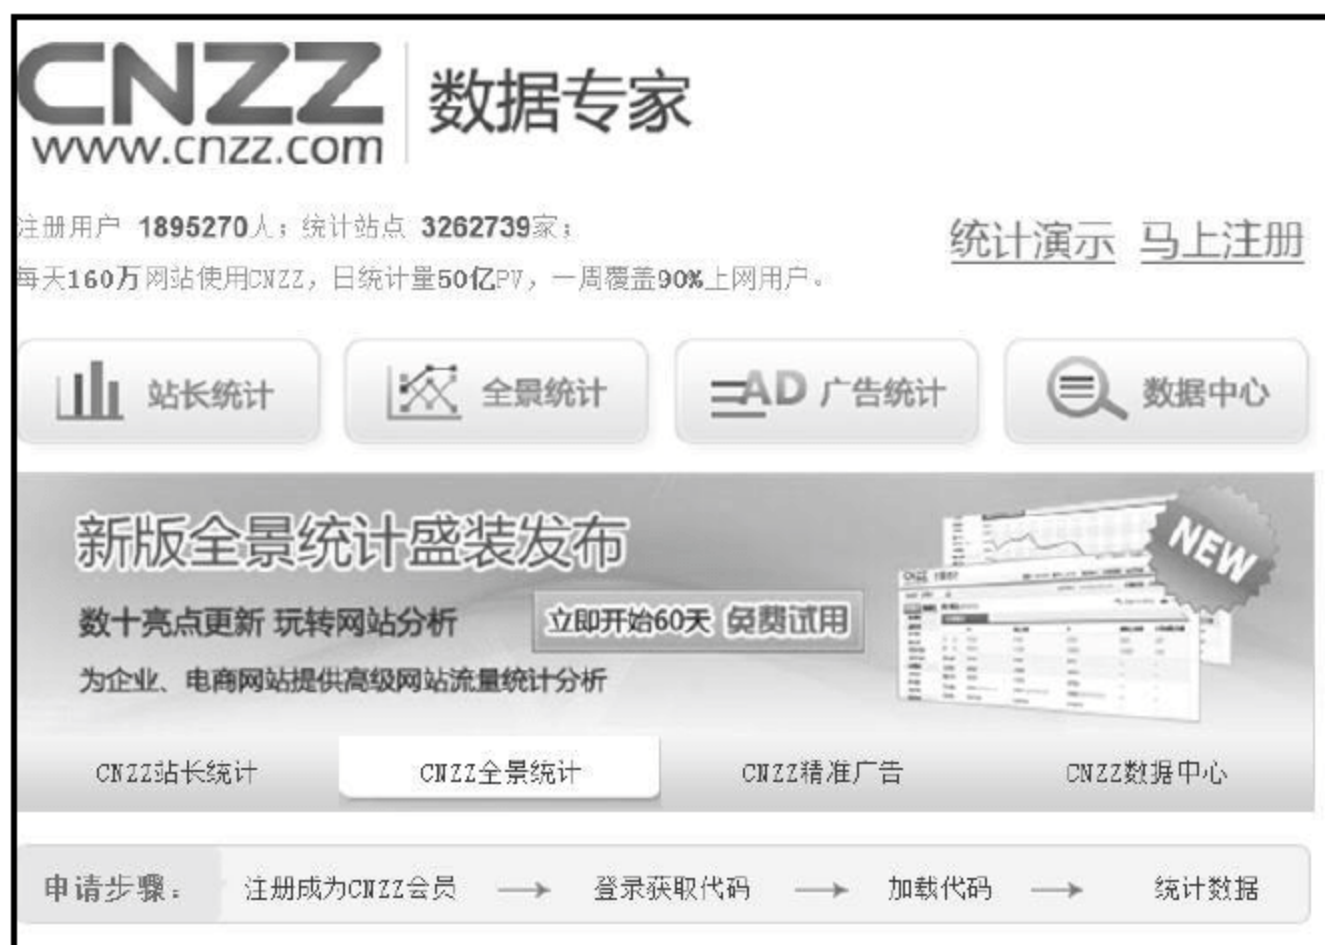 CNZZ
www.cnzz.com
数据专家
注册用户 1895270人；统计站点 3262739家；
每天160万网站使用CNZZ，日统计量50亿PV，一周覆盖90%上网用户。
统计演示 马上注册
站长统计 全景统计 AD 广告统计 数据中心
新版全景统计盛装发布
数十亮点更新 玩转网站分析
立即开始60天 免费试用
为企业、电商网站提供高级网站流量统计分析
NEW
CNZZ站长统计 CNZZ全景统计 CNZZ精准广告 CNZZ数据中心
申请步骤： 注册成为CNZZ会员 → 登录获取代码 → 加载代码 → 统计数据